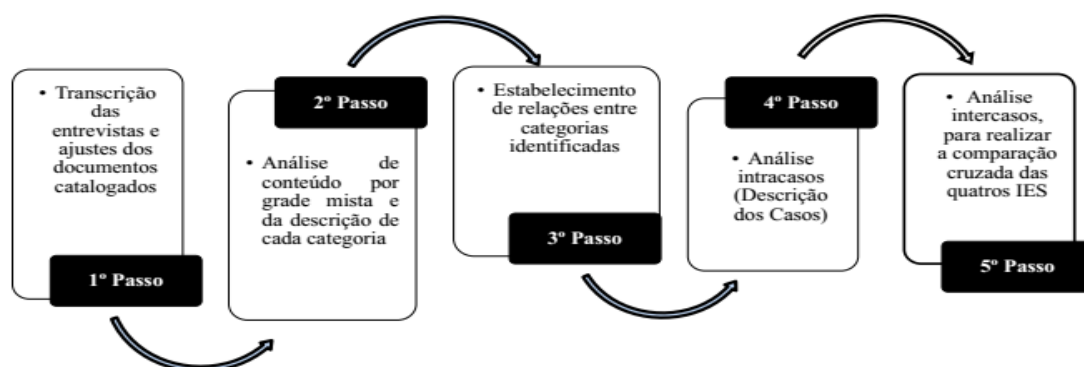 • Transcrição
das
entrevistas e
ajustes dos
documentos
catalogados
1º Passo
2º Passo
• Análise de
conteúdo por
grade mista e
da descrição de
cada categoria
• Estabelecimento
de relações entre
categorias
identificadas
3º Passo
4º Passo
• Análise
intracasos
(Descrição
dos Casos)
• Análise
intercasos,
para realizar
a comparação
cruzada das
quatros IES
5º Passo